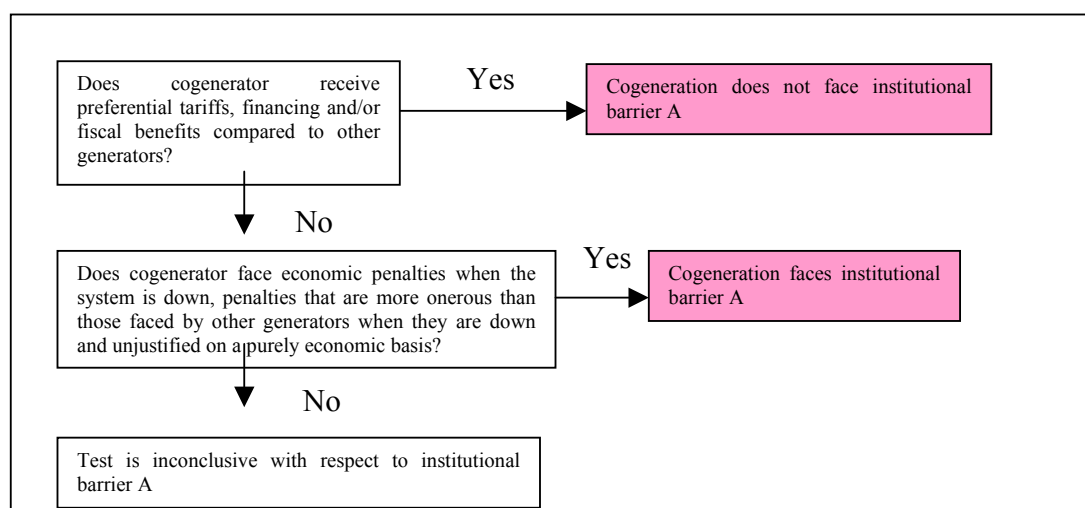 Does cogenerator receive
preferential tariffs, financing and/or
fiscal benefits compared to other
generators?
Yes
Cogeneration does not face institutional
barrier A
No
Does cogenerator face economic penalties when the
system is down, penalties that are more onerous than
those faced by other generators when they are down
and unjustified on a purely economic basis?
Yes
Cogeneration faces institutional
barrier A
No
Test is inconclusive with respect to institutional
barrier A